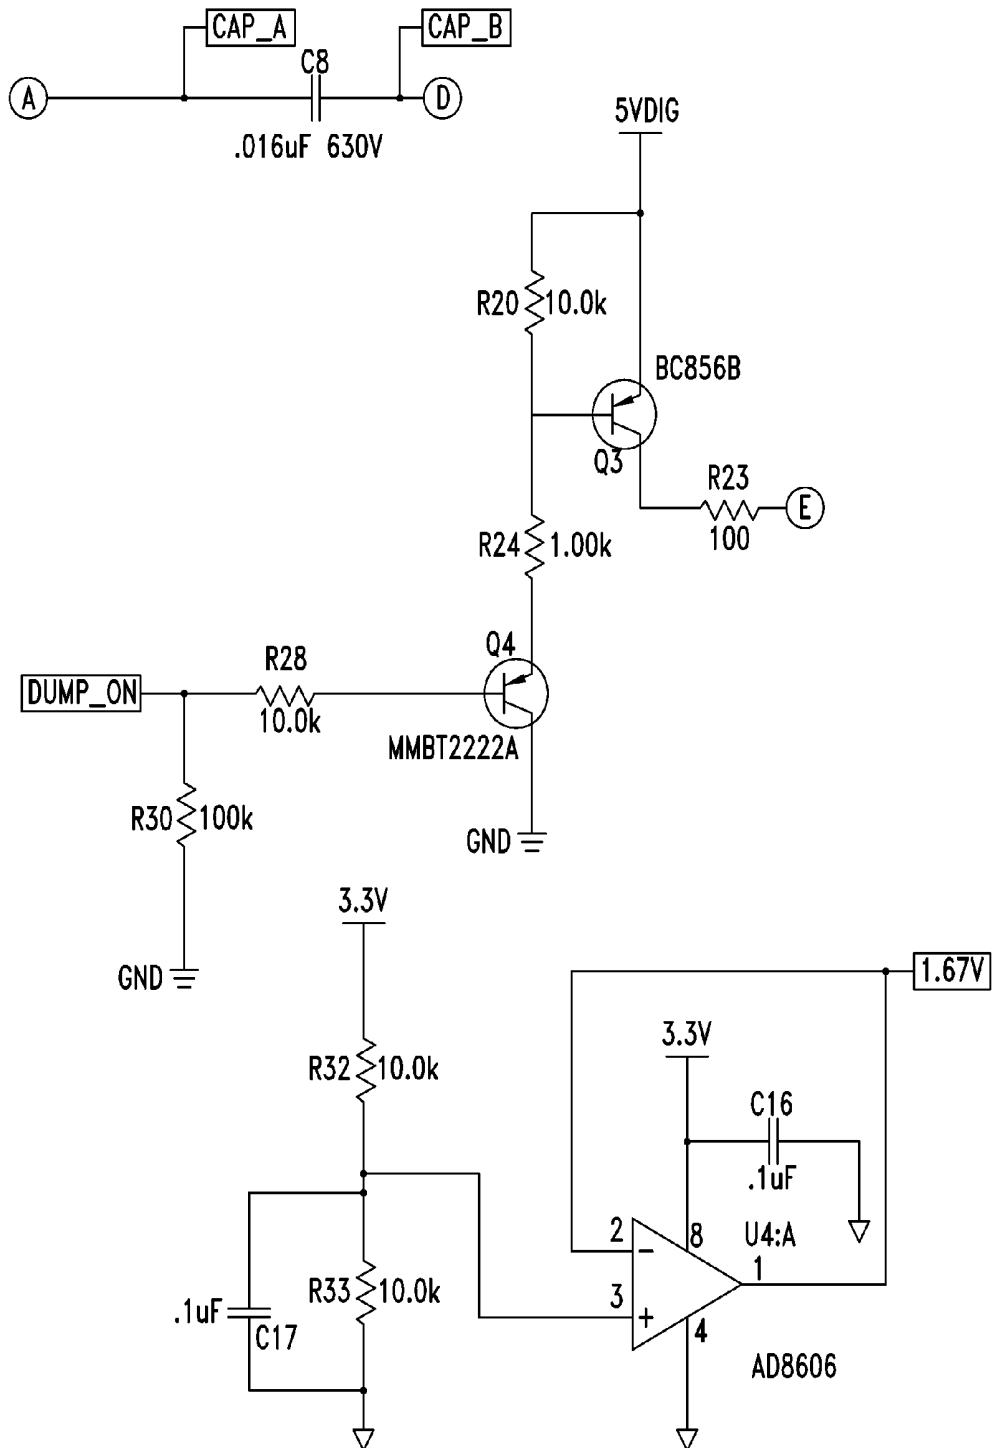 CAP_A
CAP_B
C8
A
D
.016uF 630V
5VDIG
R20 10.0k
BC856B
Q3
R23
E
100
R24 1.00k
Q4
R28
DUMP_ON
10.0k
MMBT2222A
R30 100k
GND
3.3V
GND
1.67V
3.3V
R32 10.0k
C16
.1uF
2
8
U4:A
1
R33 10.0k
3
.1uF
C17
4
AD8606
-
+